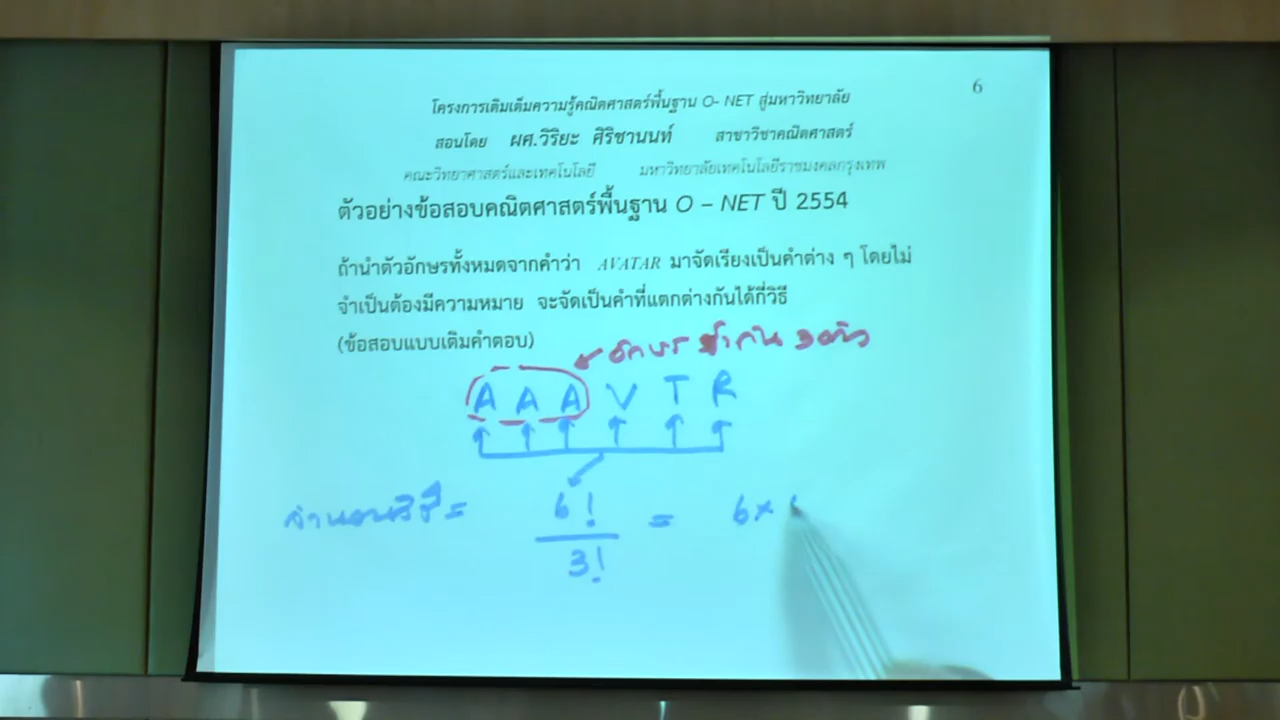 6
โครงการเติมเต็มความรู้คณิตศาสตร์พื้นฐาน O- NET สู่มหาวิทยาลัย
สอนโดย ผศ.วิริยะ ศิริชานนท์ สาขาวิชาคณิตศาสตร์
คณะวิทยาศาสตร์และเทคโนโลยี มหาวิทยาลัยเทคโนโลยีราชมงคลกรุงเทพ
ตัวอย่างข้อสอบคณิตศาสตร์พื้นฐาน O – NET ปี 2554
ถ้านำตัวอักษรทั้งหมดจากคำว่า AVATAR มาจัดเรียงเป็นคำต่าง ๆ โดยไม่
จำเป็นต้องมีความหมาย จะจัดเป็นคำที่แตกต่างกันได้กี่วิธี
(ข้อสอบแบบเติมคำตอบ)
อักษรซ้ำกัน 3 ตัว
A A A V T R
จำนวนวิธี = 6! / 3! = 6 ×